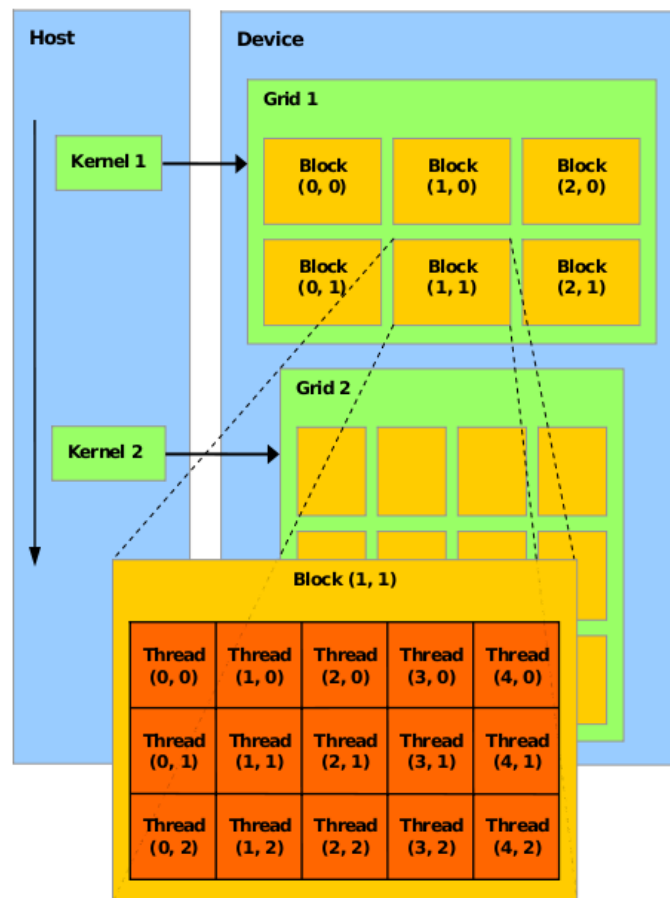 Host
Device
Grid 1
Kernel 1
Block
(0, 0)
Block
(1, 0)
Block
(2, 0)
Block
(0, 1)
Block
(1, 1)
Block
(2, 1)
Grid 2
Kernel 2
Block (1, 1)
Thread
(0, 0)
Thread
(1, 0)
Thread
(2, 0)
Thread
(3, 0)
Thread
(4, 0)
Thread
(0, 1)
Thread
(1, 1)
Thread
(2, 1)
Thread
(3, 1)
Thread
(4, 1)
Thread
(0, 2)
Thread
(1, 2)
Thread
(2, 2)
Thread
(3, 2)
Thread
(4, 2)